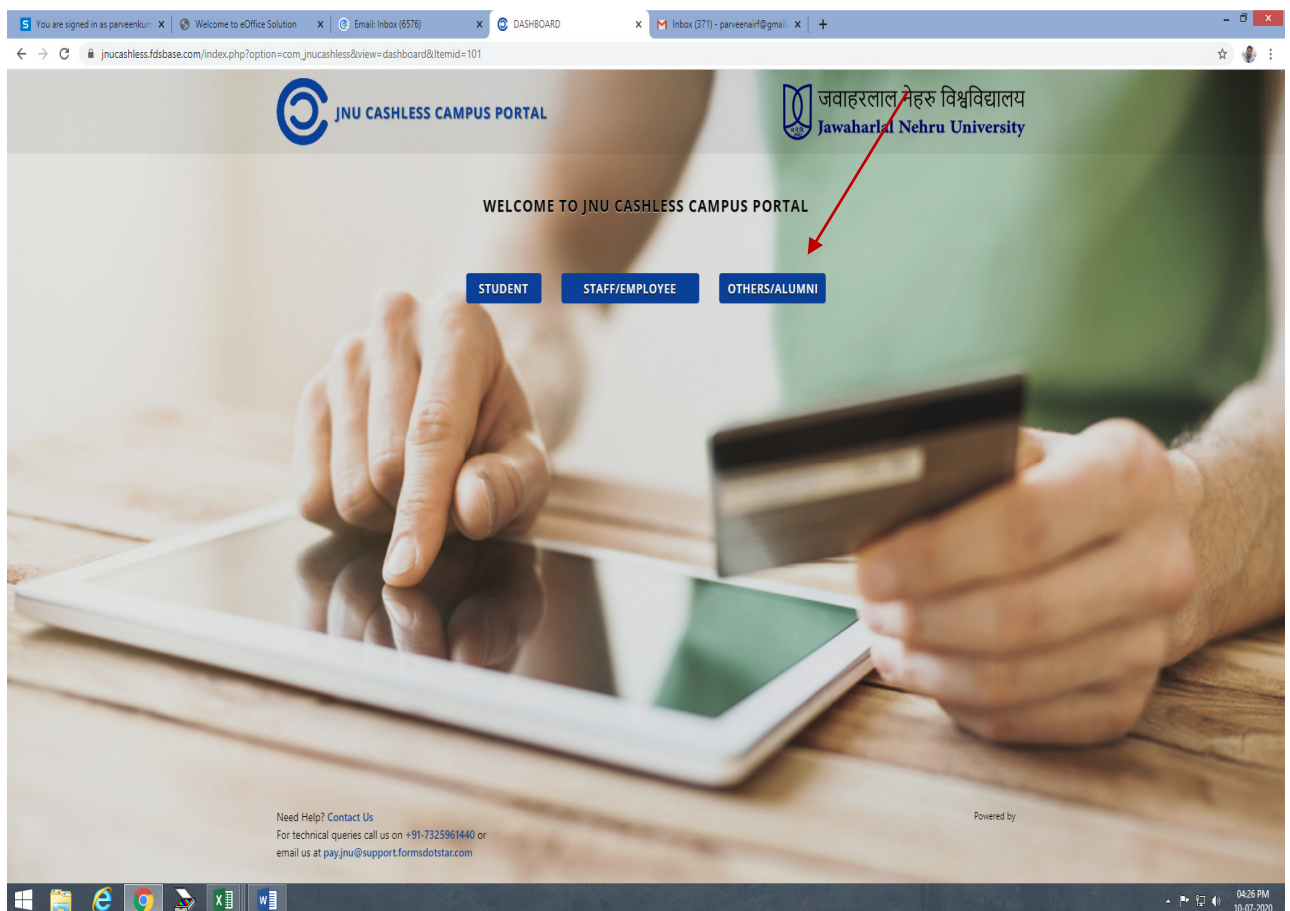 You are signed in as parveenkum
Welcome to eOffice Solution
Email: Inbox (6576)
DASHBOARD
Inbox (371) - parveenairf@gmail.
jnucashless.fdsbase.com/index.php?option=com_jnucashless&view=dashboard&Itemid=101
JNU CASHLESS CAMPUS PORTAL
जवाहरलाल नेहरु विश्वविद्यालय
Jawaharlal Nehru University
WELCOME TO JNU CASHLESS CAMPUS PORTAL
STUDENT
STAFF/EMPLOYEE
OTHERS/ALUMNI
Need Help? Contact Us
For technical queries call us on +91-7325961440 or
email us at pay.jnu@support.formsdotstar.com
Powered by
04:26 PM
10-07-2020